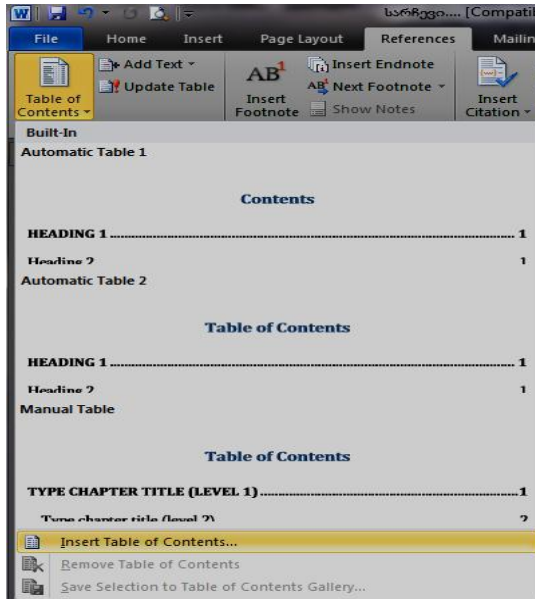 სარჩევი.... [Compatil
File Home Insert Page Layout References Mailin
Table of Contents
Add Text
Update Table
AB1
Insert Footnote
Insert Endnote
AB1 Next Footnote
Show Notes
Insert Citation
Built-In
Automatic Table 1
Contents
HEADING 1 1
Heading 2 1
Automatic Table 2
Table of Contents
HEADING 1 1
Heading 2 1
Manual Table
Table of Contents
TYPE CHAPTER TITLE (LEVEL 1) 1
Type chapter title (level 2) 2
Insert Table of Contents...
Remove Table of Contents
Save Selection to Table of Contents Gallery...